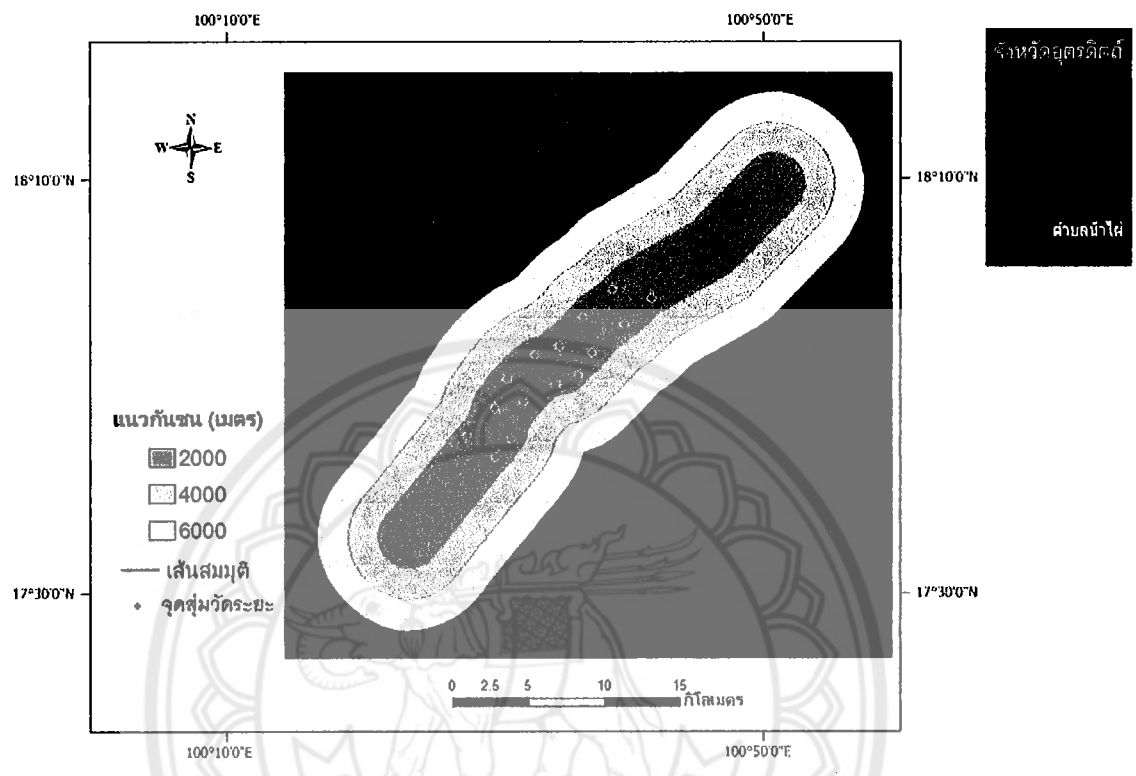 100°10'0"E 100°50'0"E
จังหวัดอุตรดิตถ์
N
W E
S
18°10'0"N 18°10'0"N
ตำบลน้ำไผ่
แนวกันชน (เมตร)
2000
4000
6000
เส้นสมมุติ
จุดสุ่มวัดระยะ
17°30'0"N 17°30'0"N
0 2.5 5 10 15
กิโลเมตร
100°10'0"E 100°50'0"E